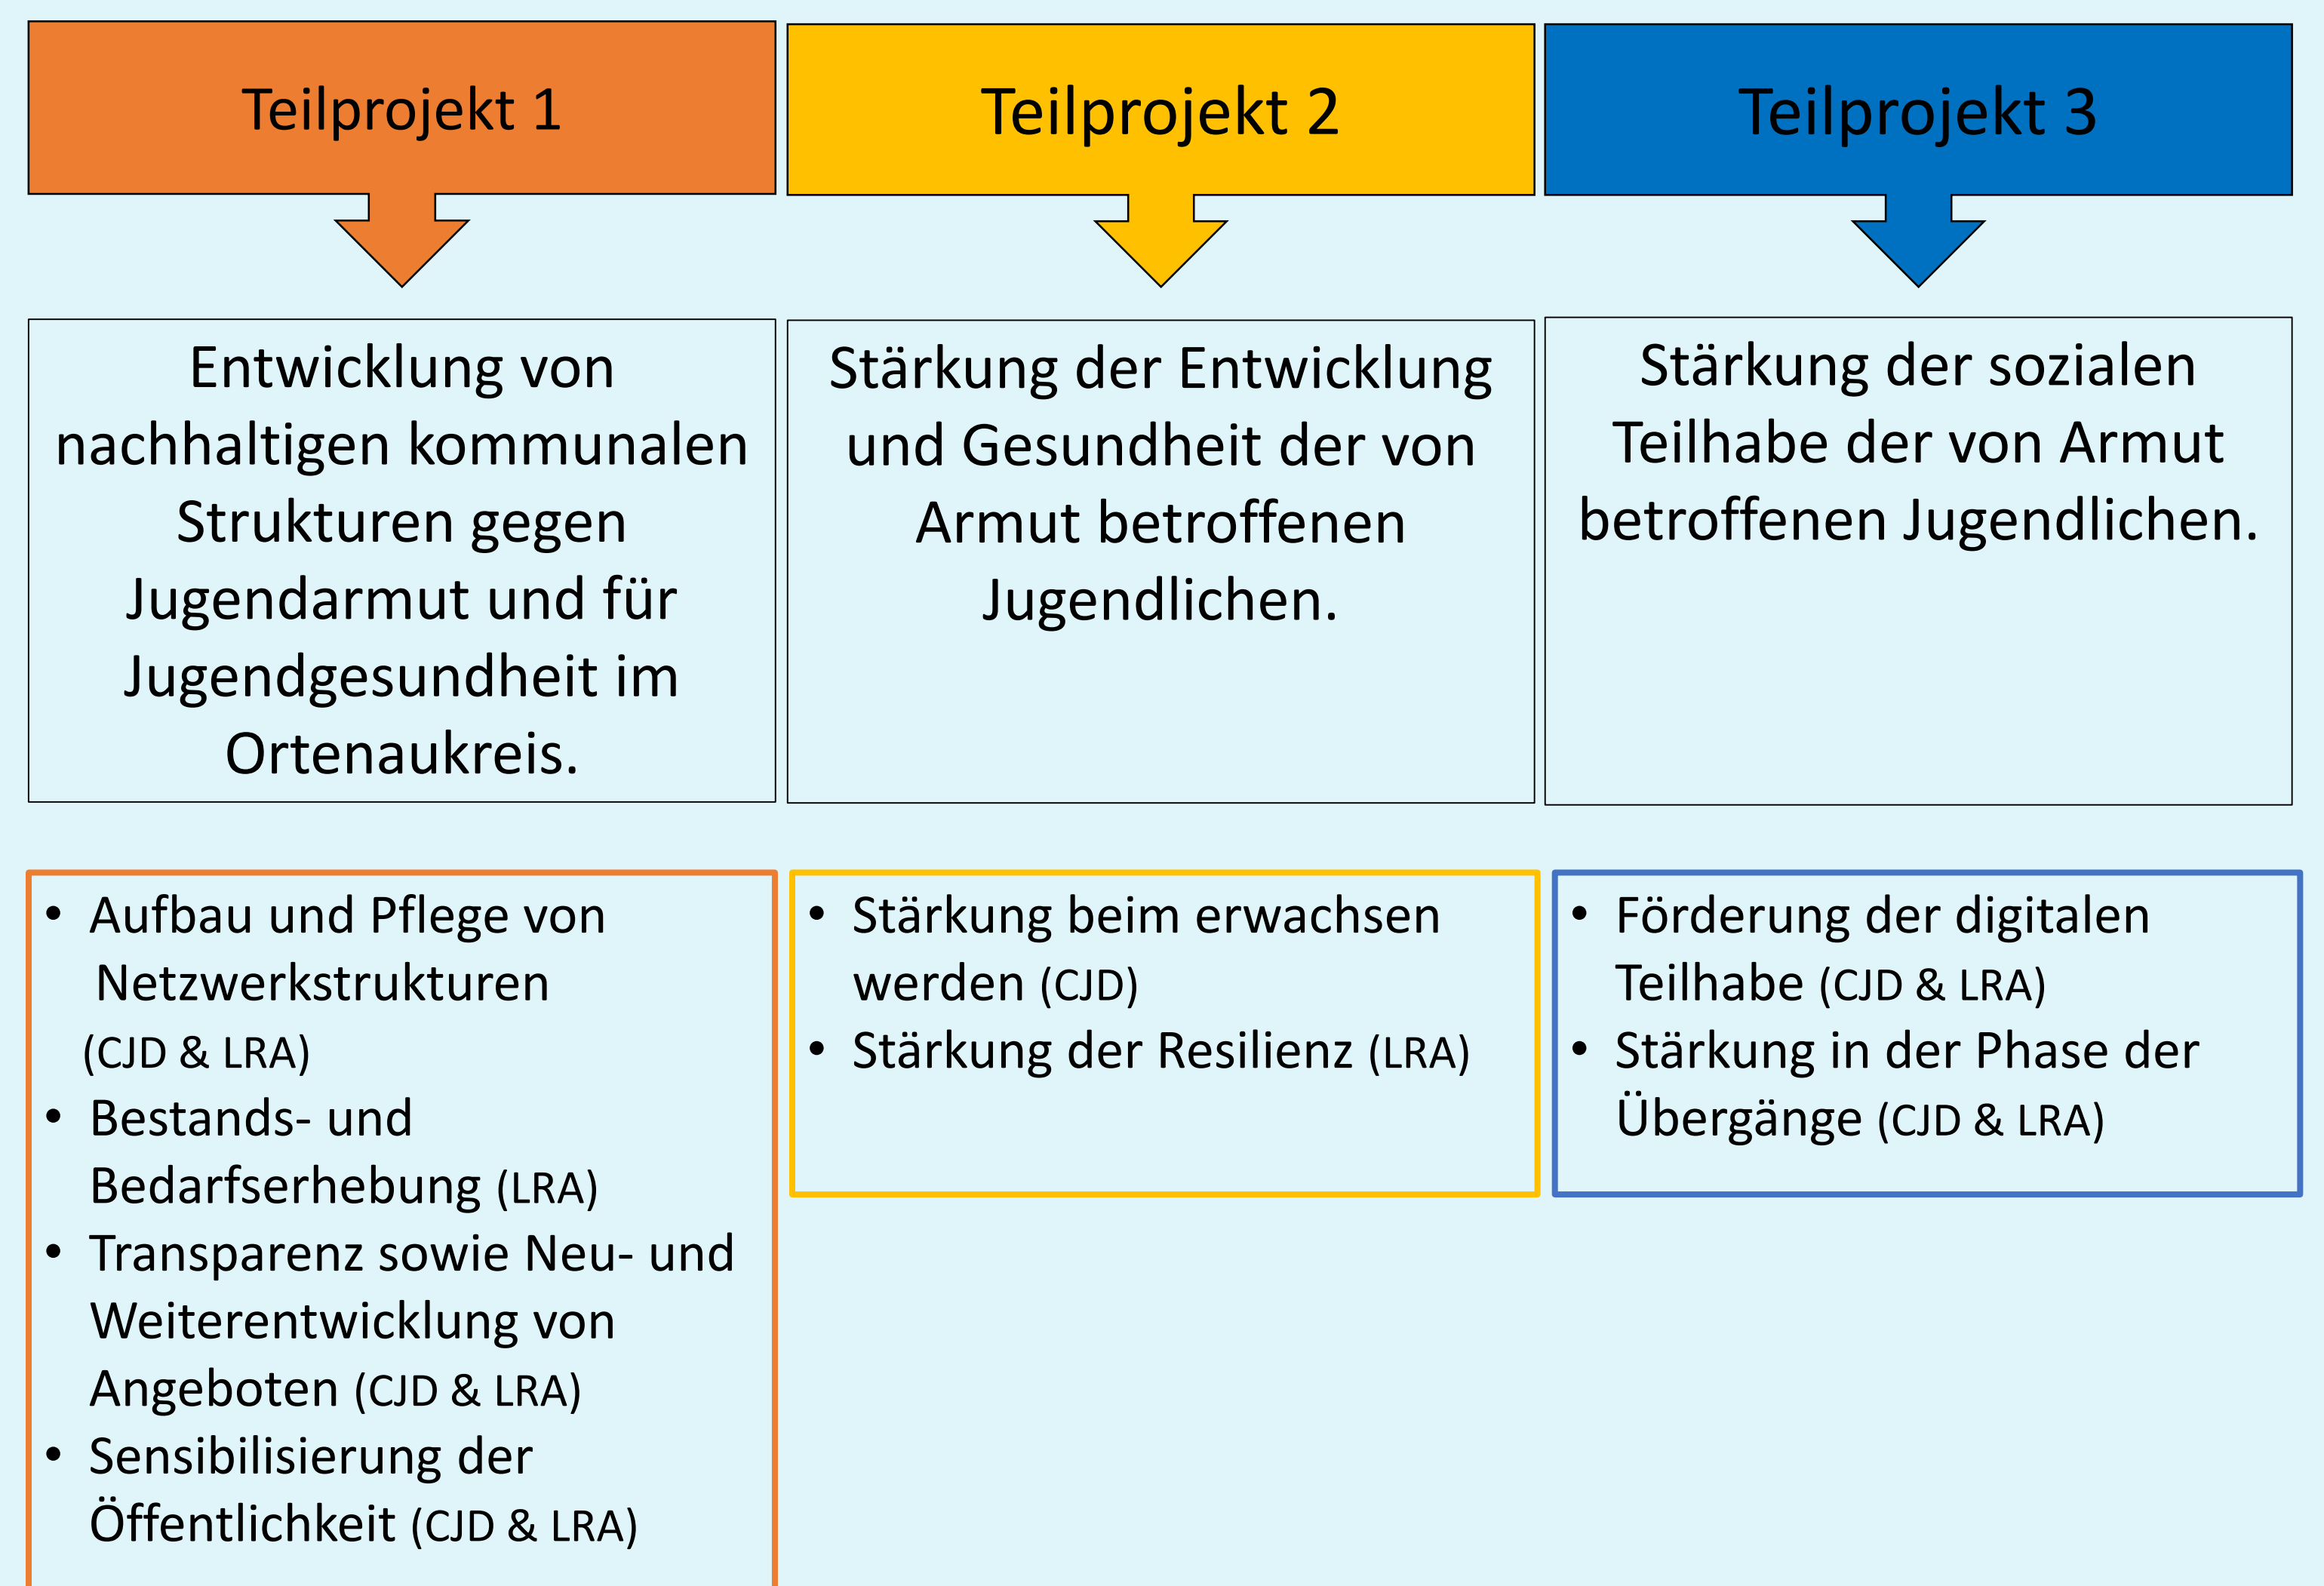 Teilprojekt 1
Entwicklung von
nachhaltigen kommunalen
Strukturen gegen
Jugendarmut und für
Jugendgesundheit im
Ortenaukreis.
• Aufbau und Pflege von
Netzwerkstrukturen
(CJD & LRA)
• Bestands- und
Bedarfserhebung (LRA)
• Transparenz sowie Neu- und
Weiterentwicklung von
Angeboten (CJD & LRA)
• Sensibilisierung der
Öffentlichkeit (CJD & LRA)
Teilprojekt 2
Stärkung der Entwicklung
und Gesundheit der von
Armut betroffenen
Jugendlichen.
• Stärkung beim erwachsen
werden (CJD)
• Stärkung der Resilienz (LRA)
Teilprojekt 3
Stärkung der sozialen
Teilhabe der von Armut
betroffenen Jugendlichen.
• Förderung der digitalen
Teilhabe (CJD & LRA)
• Stärkung in der Phase der
Übergänge (CJD & LRA)